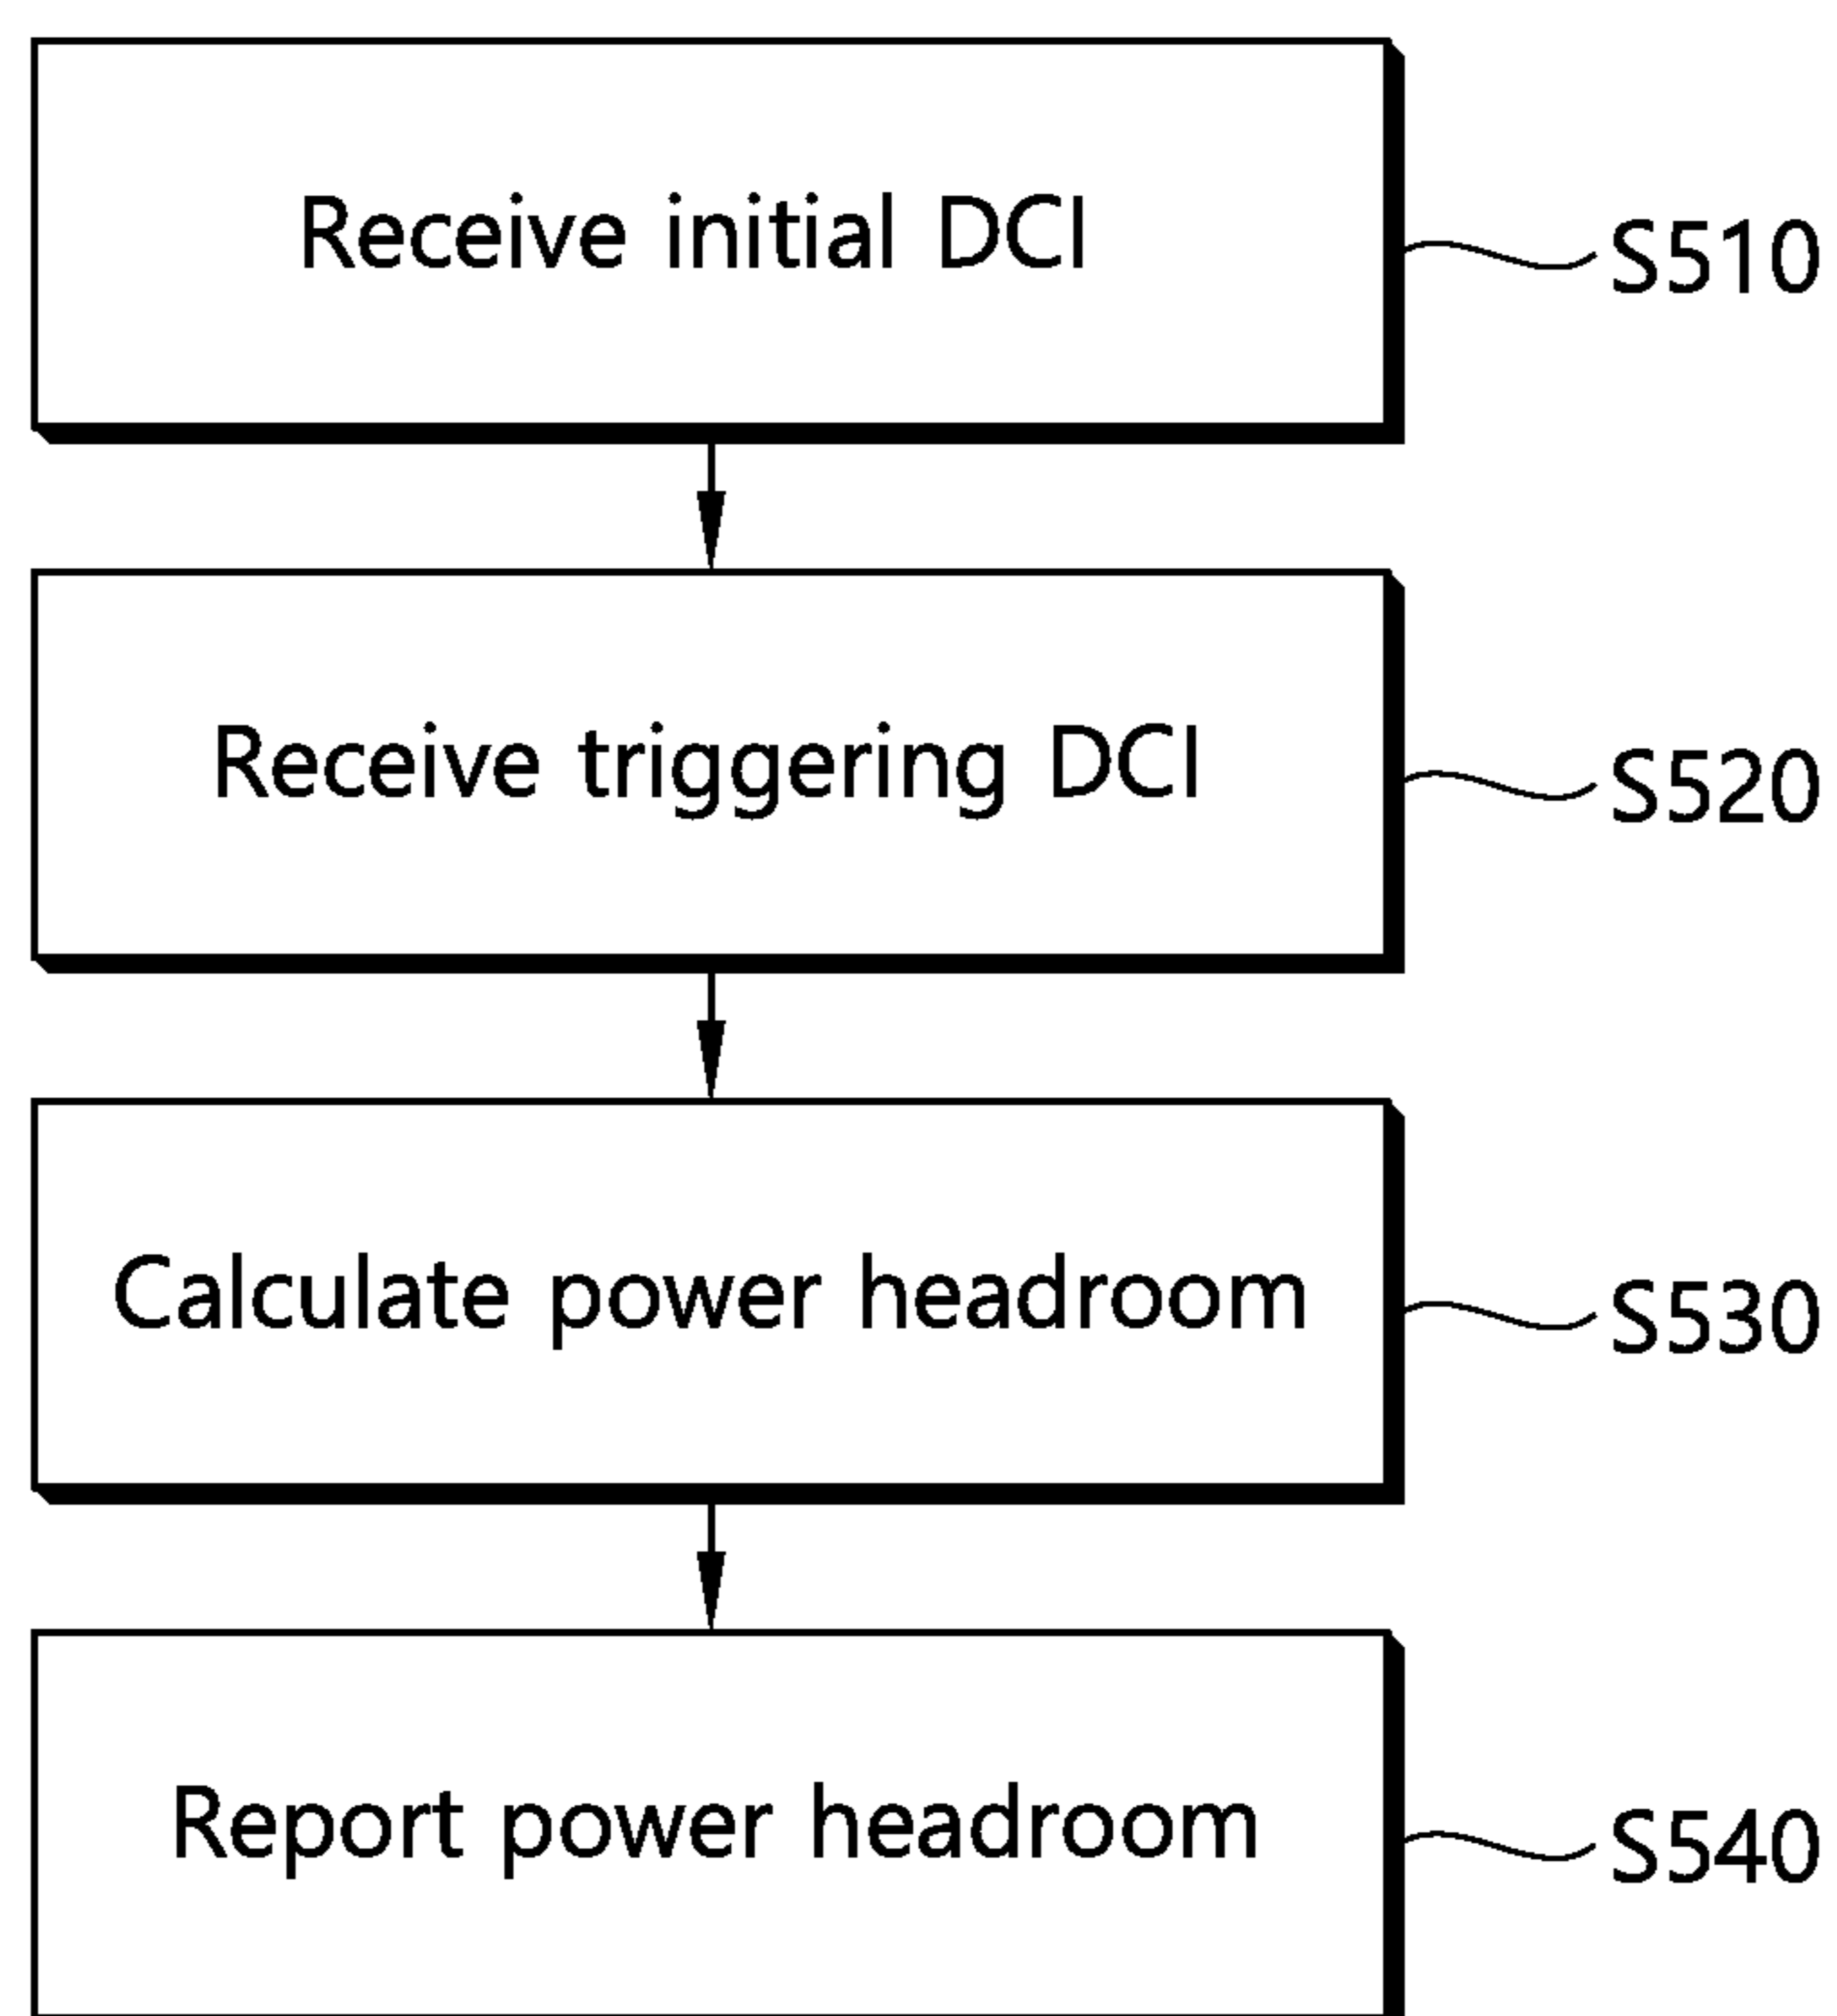 Receive initial DCI
S510
Receive triggering DCI
S520
Calculate power headroom
S530
Report power headroom
S540